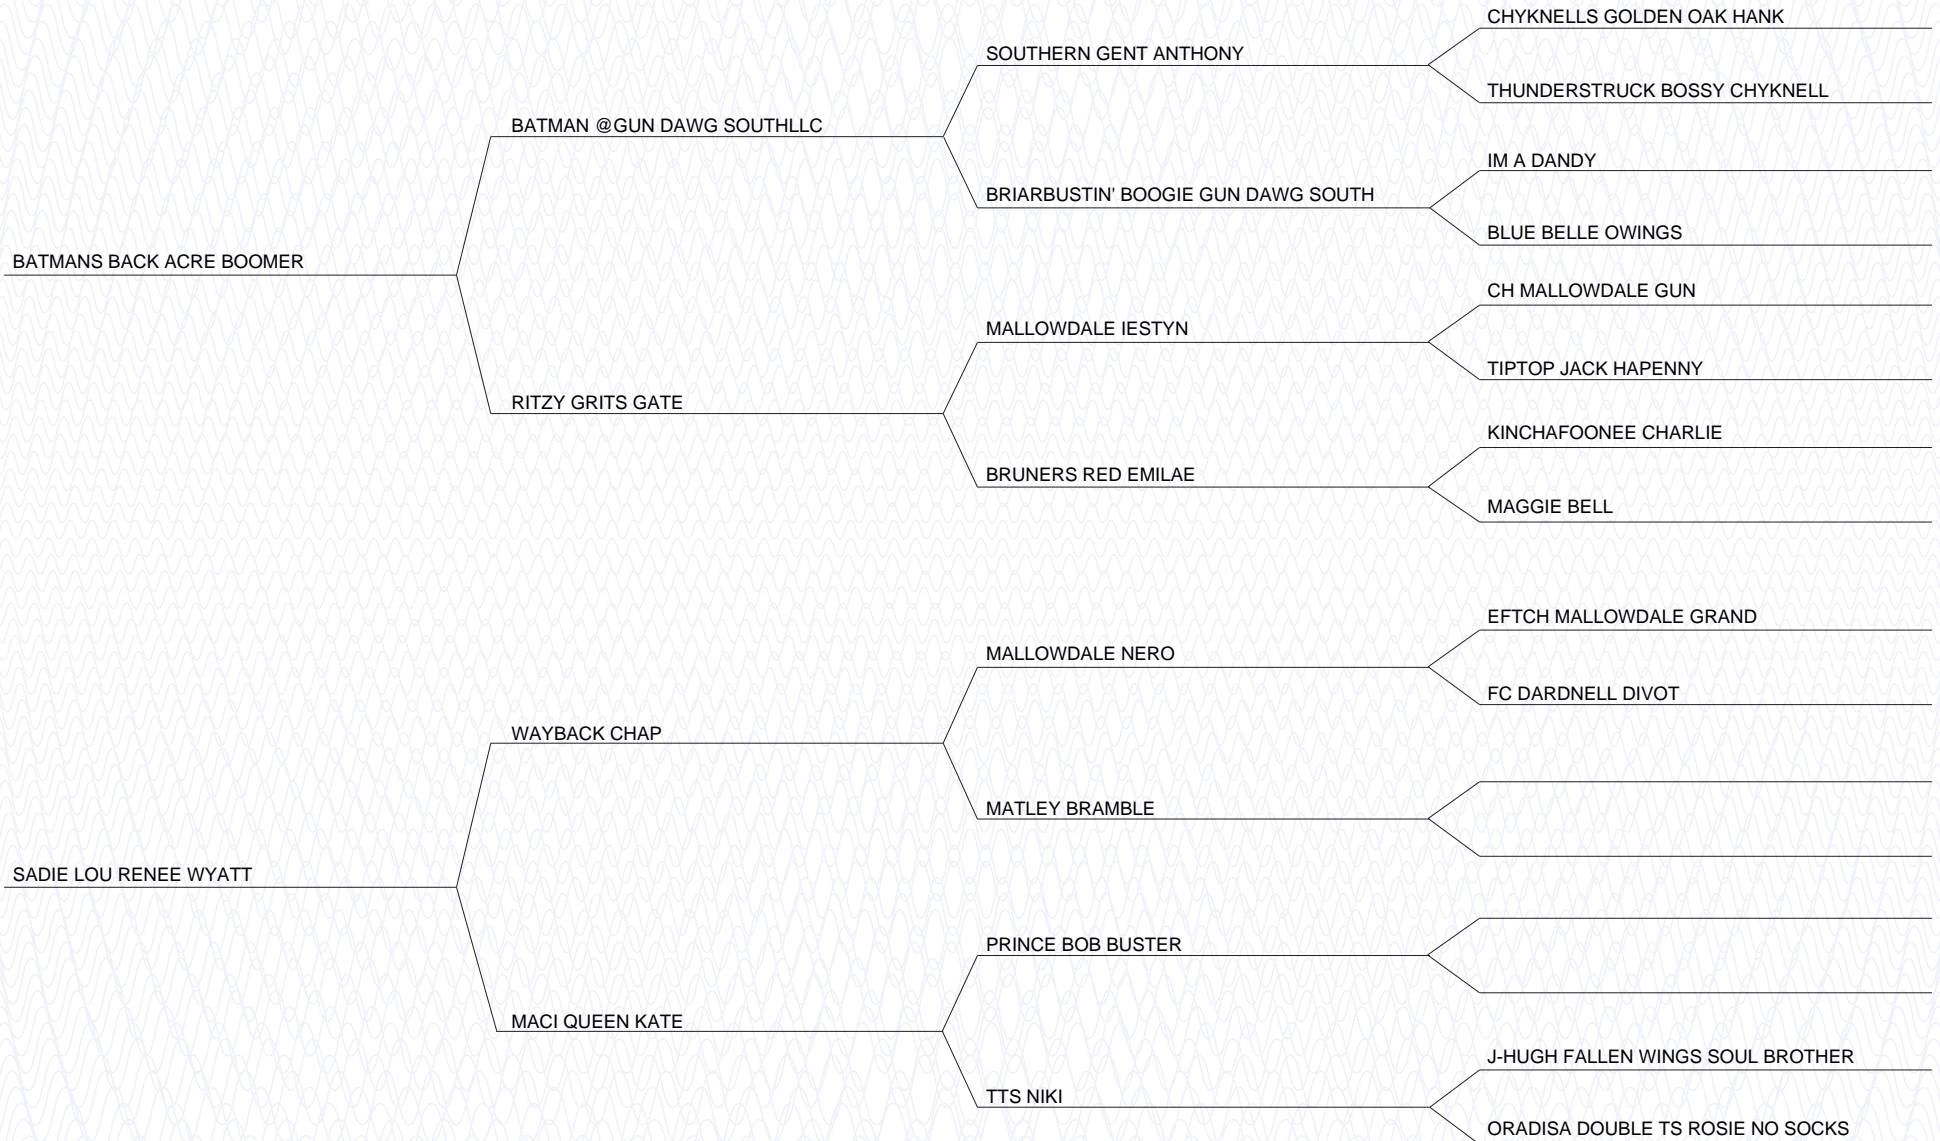 CHYKNELLS GOLDEN OAK HANK
SOUTHERN GENT ANTHONY
THUNDERSTRUCK BOSSY CHYKNELL
BATMAN @GUN DAWG SOUTHLLC
IM A DANDY
BRIARBUSTIN' BOOGIE GUN DAWG SOUTH
BLUE BELLE OWINGS
BATMANS BACK ACRE BOOMER
CH MALLOWDALE GUN
MALLOWDALE IESTYN
TIPTOP JACK HAPENNY
RITZY GRITS GATE
KINCHAFOONEE CHARLIE
BRUNERS RED EMILAE
MAGGIE BELL
EFTCH MALLOWDALE GRAND
MALLOWDALE NERO
FC DARDNELL DIVOT
WAYBACK CHAP
MATLEY BRAMBLE
SADIE LOU RENEE WYATT
PRINCE BOB BUSTER
MACI QUEEN KATE
J-HUGH FALLEN WINGS SOUL BROTHER
TTS NIKI
ORADISA DOUBLE TS ROSIE NO SOCKS